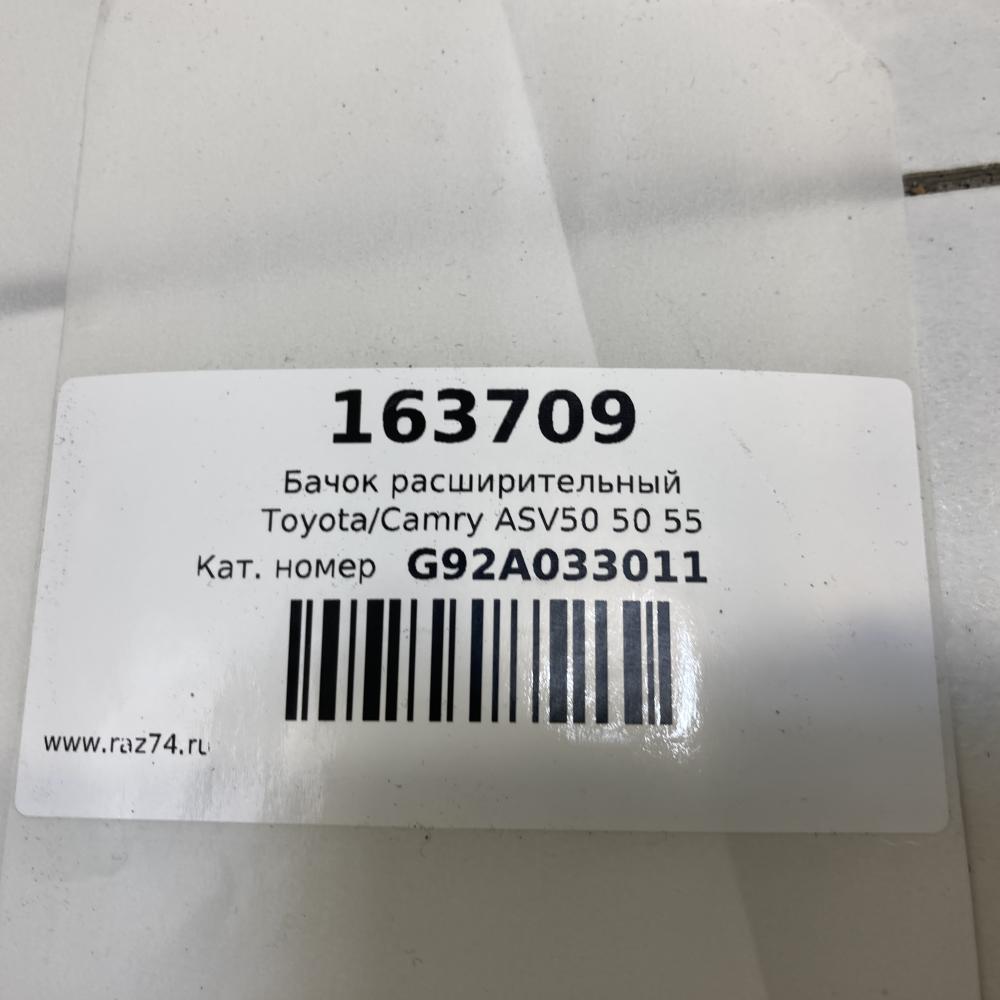 163709
Бачок расширительный
Toyota/Camry ASV50 50 55
Кат. номер G92A033011
www.raz74.ru